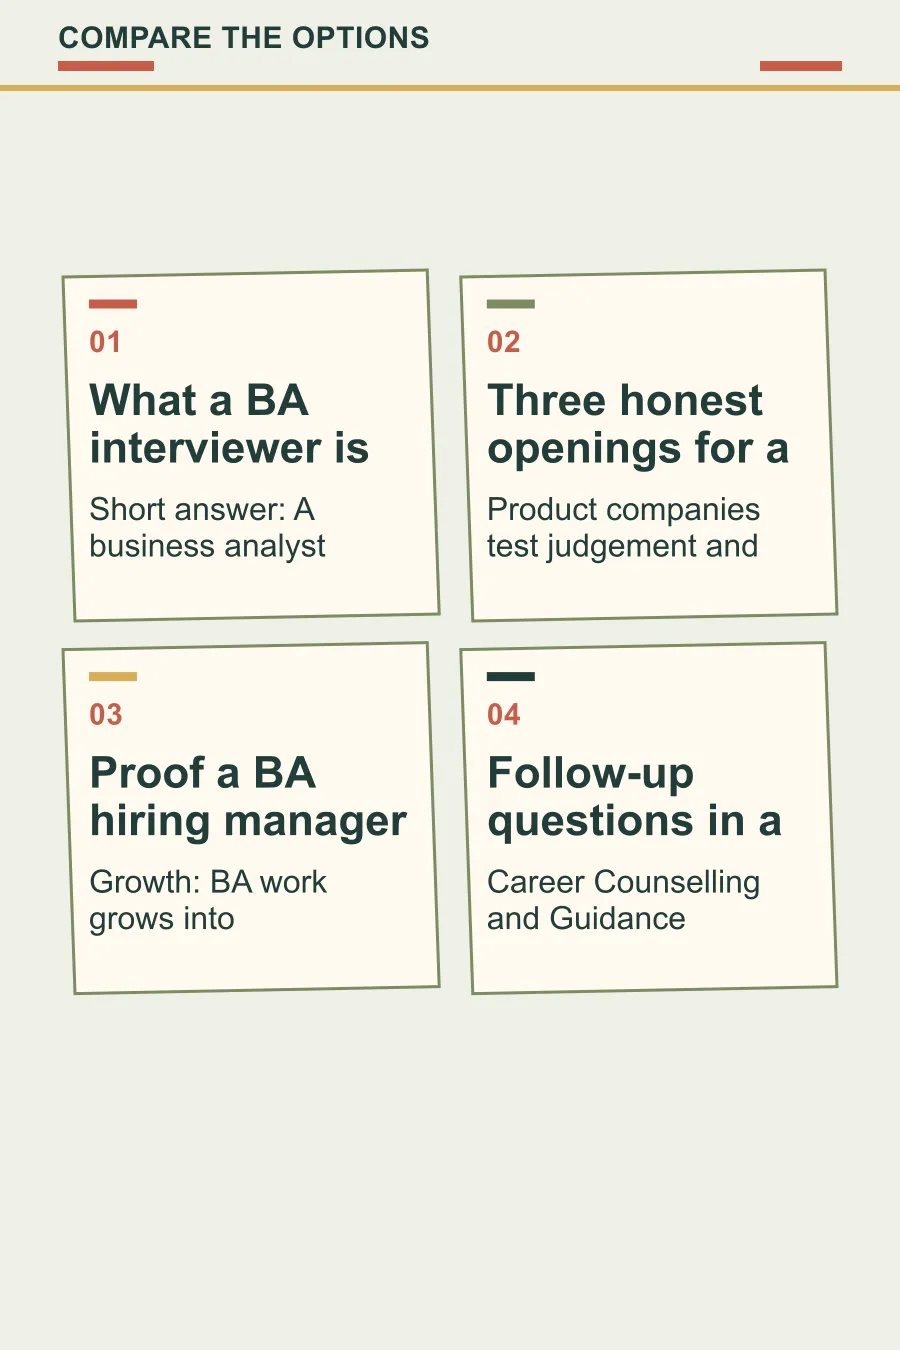 COMPARE THE OPTIONS
01
What a BA
interviewer is
Short answer: A
business analyst
02
Three honest
openings for a
Product companies
test judgement and
03
Proof a BA
hiring manager
Growth: BA work
grows into
04
Follow-up
questions in a
Career Counselling
and Guidance